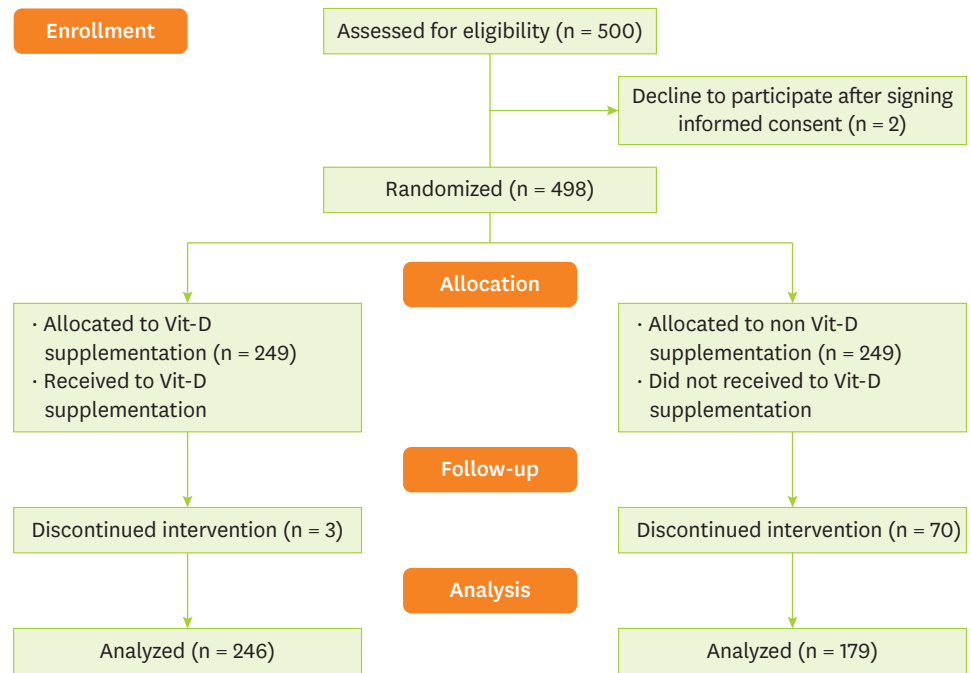 Enrollment
Assessed for eligibility (n = 500)
Decline to participate after signing
informed consent (n = 2)
Randomized (n = 498)
Allocation
· Allocated to Vit-D
supplementation (n = 249)
· Received to Vit-D
supplementation
· Allocated to non Vit-D
supplementation (n = 249)
· Did not received to Vit-D
supplementation
Follow-up
Discontinued intervention (n = 3)
Discontinued intervention (n = 70)
Analysis
Analyzed (n = 246)
Analyzed (n = 179)